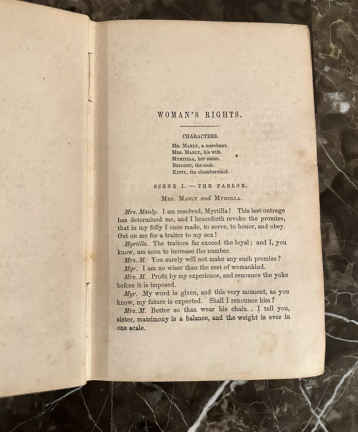 WOMAN'S RIGHTS.
CHARACTERS.
MR. MANLY, a merchant.
MRS. MANLY, his wife.
MYRTILLA, her sister.
BRIDGET, the cook.
KITTY, the chambermaid.
SCENE I. — THE PARLOR.
MRS. MANLY and MYRTILLA.
Mrs. Manly. I am resolved, Myrtilla! This last outrage
has determined me, and I henceforth revoke the promises,
that in my folly I once made, to serve, to honor, and obey.
Out on me for a traitor to my sex!
Myrtilla. The traitors far exceed the loyal; and I, you
know, am soon to increase the number.
Mrs. M. You surely will not make any such promises?
Myr. I am no wiser than the rest of womankind.
Mrs. M. Profit by my experience, and renounce the yoke
before it is imposed.
Myr. My word is given, and this very moment, as you
know, my future is expected. Shall I renounce him?
Mrs. M. Better so than wear his chain. I tell you,
sister, matrimony is a balance, and the weight is ever in
one scale.